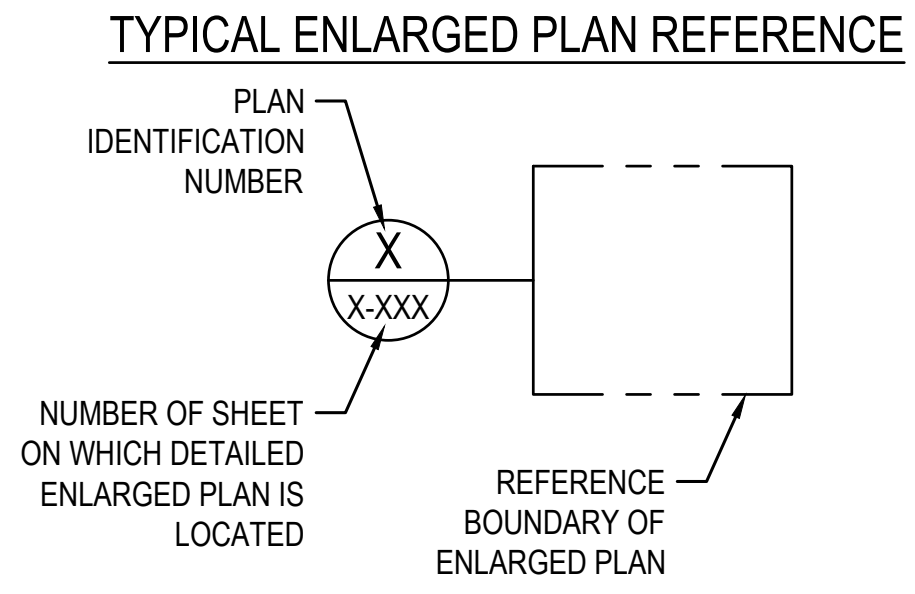 TYPICAL ENLARGED PLAN REFERENCE
PLAN
IDENTIFICATION
NUMBER
X
X-XXX
NUMBER OF SHEET
ON WHICH DETAILED
ENLARGED PLAN IS
LOCATED
REFERENCE
BOUNDARY OF
ENLARGED PLAN